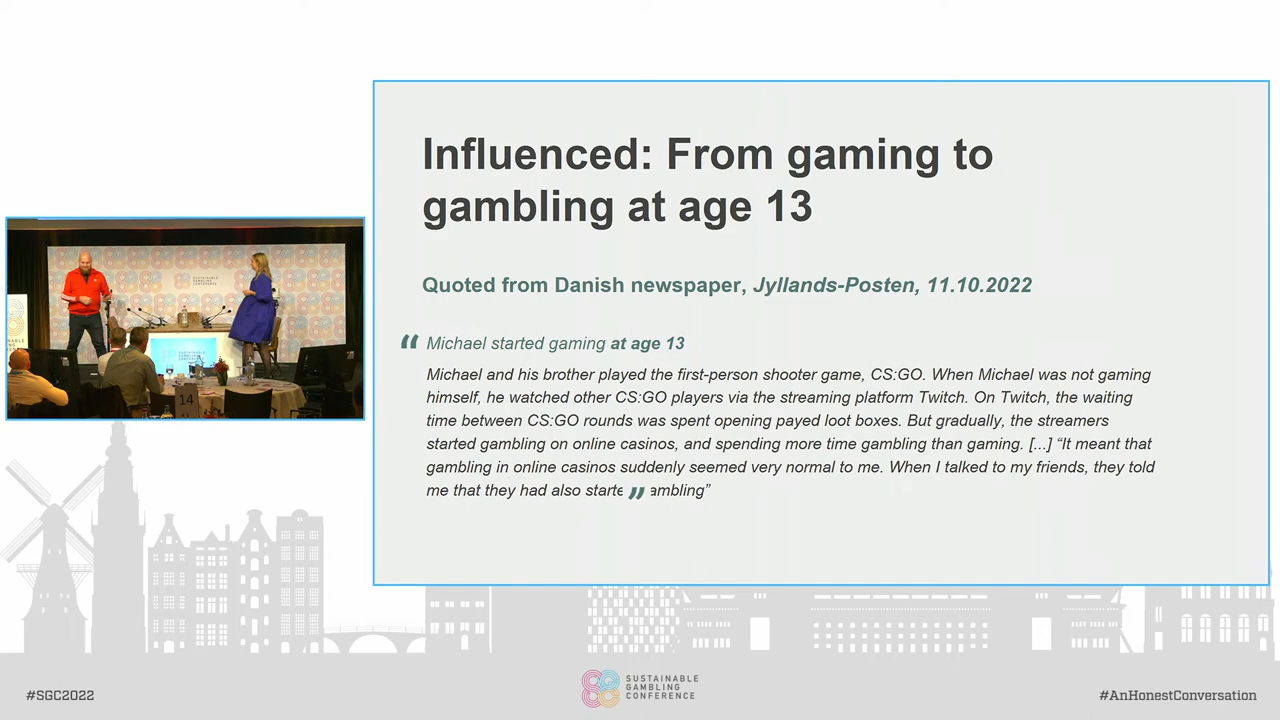 Influenced: From gaming to
gambling at age 13
Quoted from Danish newspaper, Jyllands-Posten, 11.10.2022
“ Michael started gaming at age 13
Michael and his brother played the first-person shooter game, CS:GO. When Michael was not gaming
himself, he watched other CS:GO players via the streaming platform Twitch. On Twitch, the waiting
time between CS:GO rounds was spent opening payed loot boxes. But gradually, the streamers
started gambling on online casinos, and spending more time gambling than gaming. [...] “It meant that
gambling in online casinos suddenly seemed very normal to me. When I talked to my friends, they told
me that they had also starte ” ambling”
SUSTAINABLE
GAMBLING
CONFERENCE
14
#SGC2022
SUSTAINABLE
GAMBLING
CONFERENCE
#AnHonestConversation